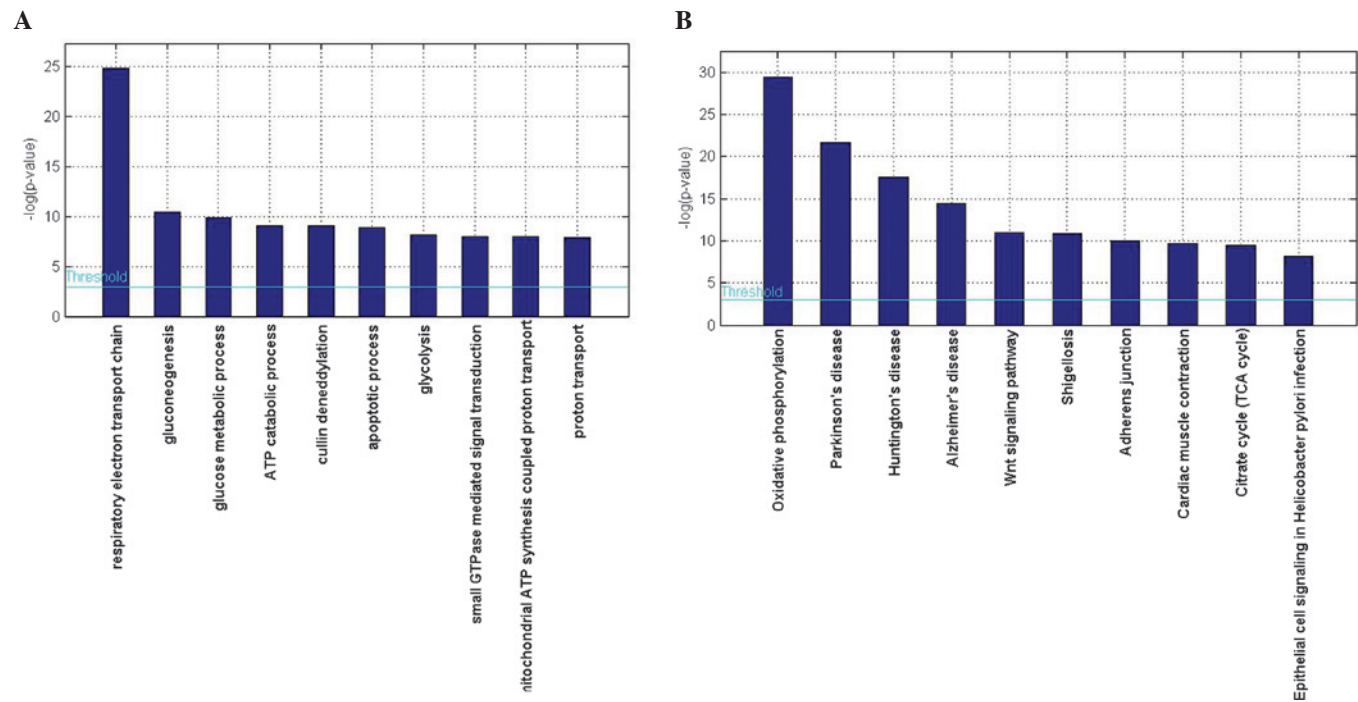 A
25
20
15
10
5
0
-log(p-value)
Threshold
respiratory electron transport chain
gluconeogenesis
glucose metabolic process
ATP catabolic process
cullin deneddylation
apoptotic process
glycolysis
small GTPase mediated signal transduction
nitochondrial ATP synthesis coupled proton transport
proton transport
B
30
25
20
15
10
5
0
-log(p-value)
Threshold
Oxidative phosphorylation
Parkinson's disease
Huntington's disease
Alzheimer's disease
Wnt signaling pathway
Shigellosis
Adherens junction
Cardiac muscle contraction
Citrate cycle (TCA cycle)
Epithelial cell signaling in Helicobacter pylori infection